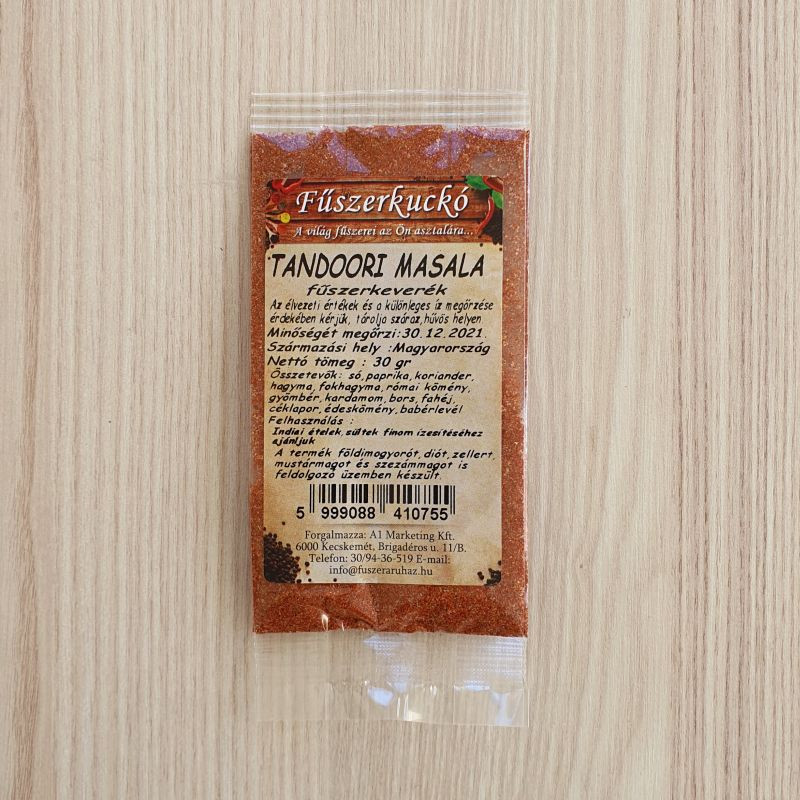 Fűszerkuckó
A világ fűszerei az Ön asztalára...
TANDOORI MASALA
fűszerkeverék
Az élvezeti értékek és a különleges íz megőrzése
érdekében kérjük, tárolja száraz,hűvös helyen
Minőségét megőrzi:30.12.2021.
Származási hely :Magyarország
Nettó tömeg : 30 gr
Összetevők: só,paprika,koriander,
hagyma,fokhagyma,római kömény,
gyömbér,kardamom,bors,fahéj,
céklapor,édeskömény,babérlevél
Felhasználás :
Indiai ételek,sültek finom ízesítéséhez
ajánljuk
A termék földimogyorót,diót,zellert,
mustármagot és szezámmagot is
feldolgozó üzemben készült.
5 999088 410755
Forgalmazza: A1 Marketing Kft.
6000 Kecskemét, Brigadéros u. 11/B.
Telefon: 30/94-36-519 E-mail:
info@fuszeraruhaz.hu